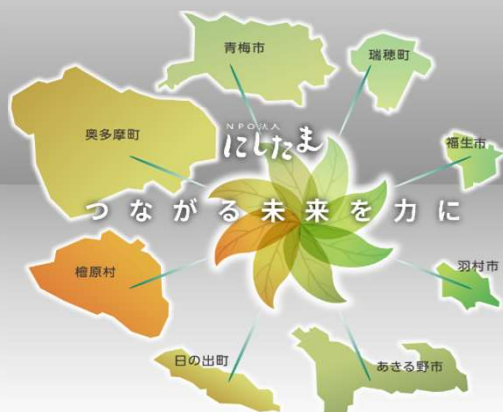 青梅市
瑞穂町
奥多摩町
NPO法人
にしたま
福生市
つながる未来を力に
檜原村
羽村市
日の出町
あきる野市